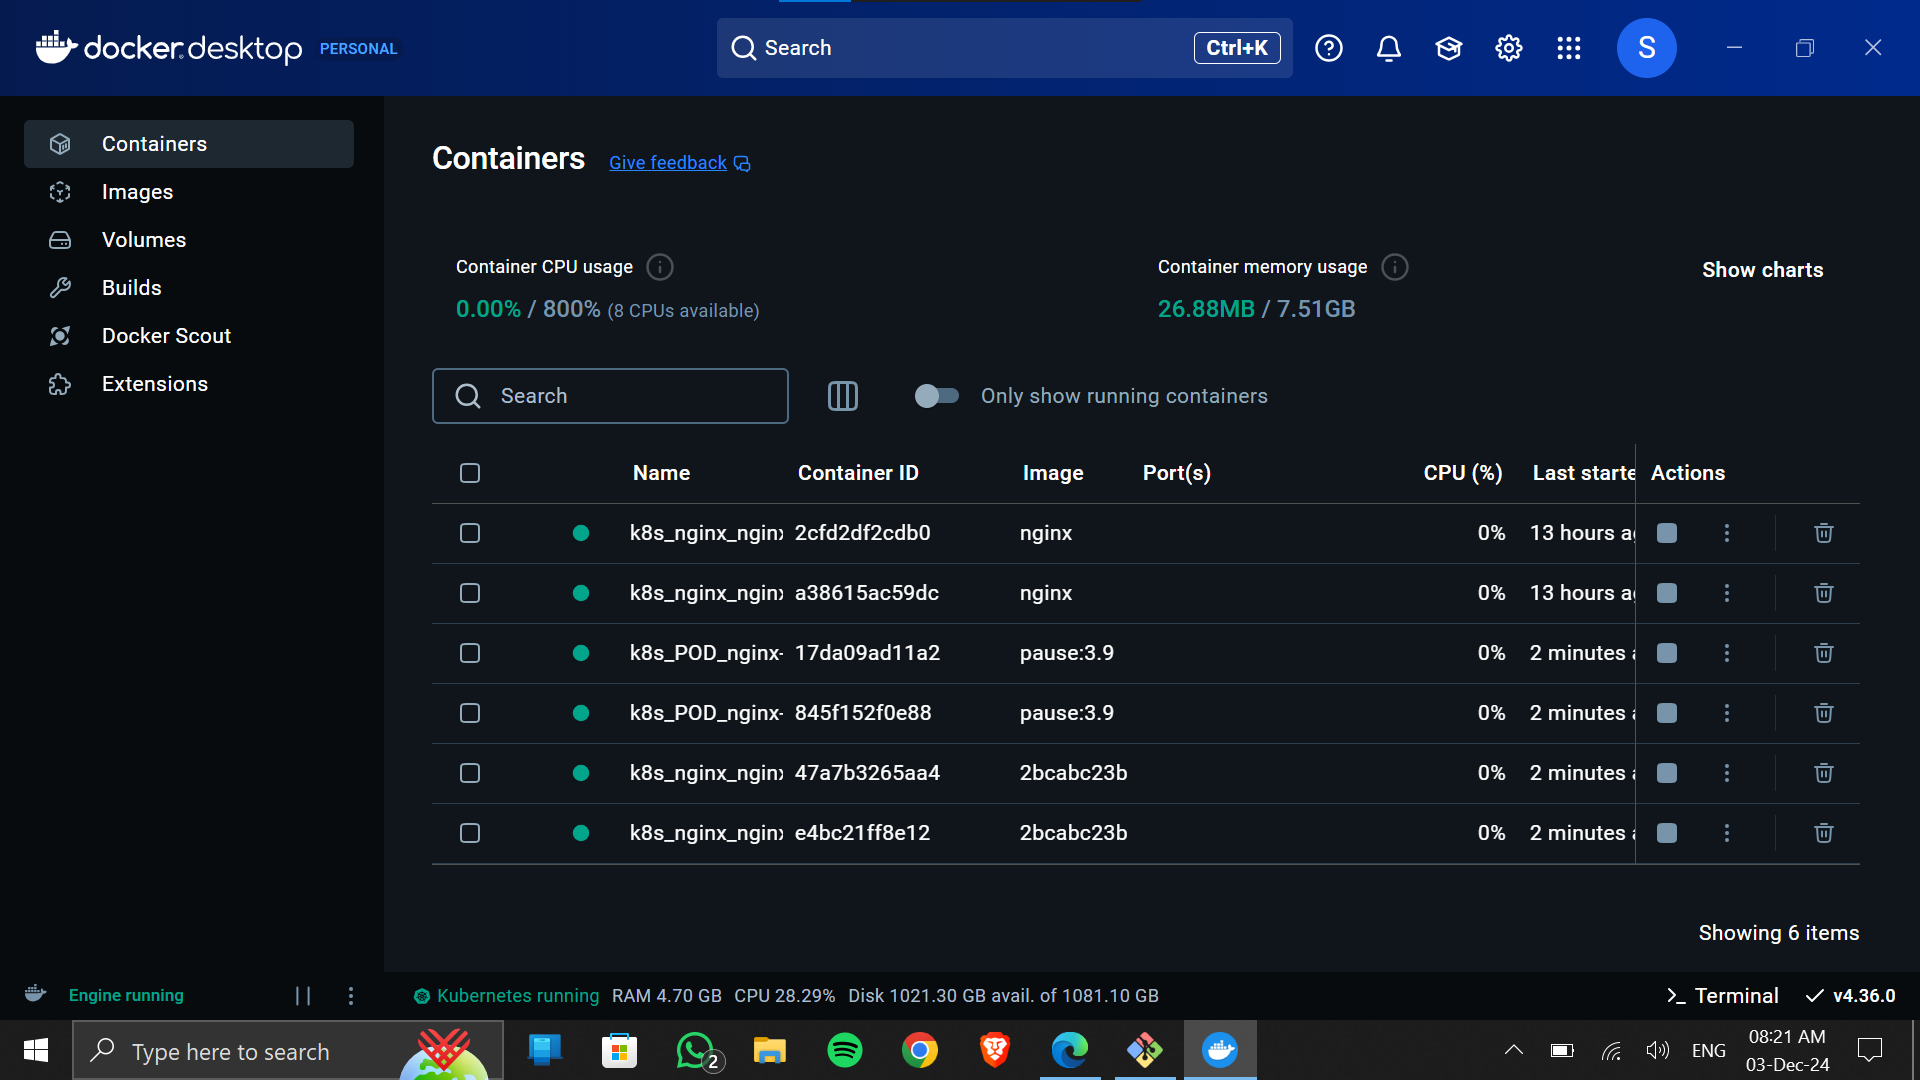 docker desktop PERSONAL
Search Ctrl+K
S
Containers
Images
Volumes
Builds
Docker Scout
Extensions
Containers Give feedback
Container CPU usage
0.00% / 800% (8 CPUs available)
Container memory usage
26.88MB / 7.51GB
Show charts
Search
Only show running containers
Name Container ID Image Port(s) CPU (%) Last starte Actions
k8s_nginx_nginx 2cfd2df2cdb0 nginx 0% 13 hours ag
k8s_nginx_nginx a38615ac59dc nginx 0% 13 hours ag
k8s_POD_nginx- 17da09ad11a2 pause:3.9 0% 2 minutes a
k8s_POD_nginx- 845f152f0e88 pause:3.9 0% 2 minutes a
k8s_nginx_nginx 47a7b3265aa4 2bcabc23b 0% 2 minutes a
k8s_nginx_nginx e4bc21ff8e12 2bcabc23b 0% 2 minutes a
Showing 6 items
Engine running
Kubernetes running RAM 4.70 GB CPU 28.29% Disk 1021.30 GB avail. of 1081.10 GB
Terminal v4.36.0
Type here to search
2
ENG
08:21 AM
03-Dec-24